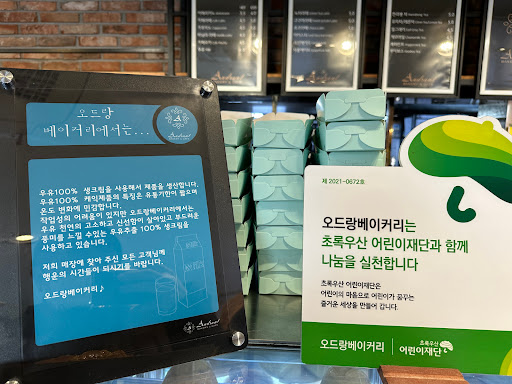 오드랑
베이커리에서는...
우유100% 생크림을 사용해서 제품을 생산합니다.
우유100% 케익제품의 특징은 유통기인이 짧으며
온도 변화에 민감합니다.
작업성의 어려움이 있지만 오드랑베이커리에서는
우유 천연의 고소하고 신선함이 살아있고 부드러운
풍미를 느낄 수있는 우유추출 100% 생크림을
사용하고 있습니다.
저희 매장에 찾아 주신 모든 고객님께
행운의 시간들이 되시기를 바랍니다.
오드랑베이커리♪
제 2021-0672호
오드랑베이커리는
초록우산 어린이재단과 함께
나눔을 실천합니다
초록우산 어린이재단은
어린이의 마음으로 어린이가 꿈꾸는
즐거운 세상을 만들어 갑니다.
오드랑베이커리
초록우산
어린이재단